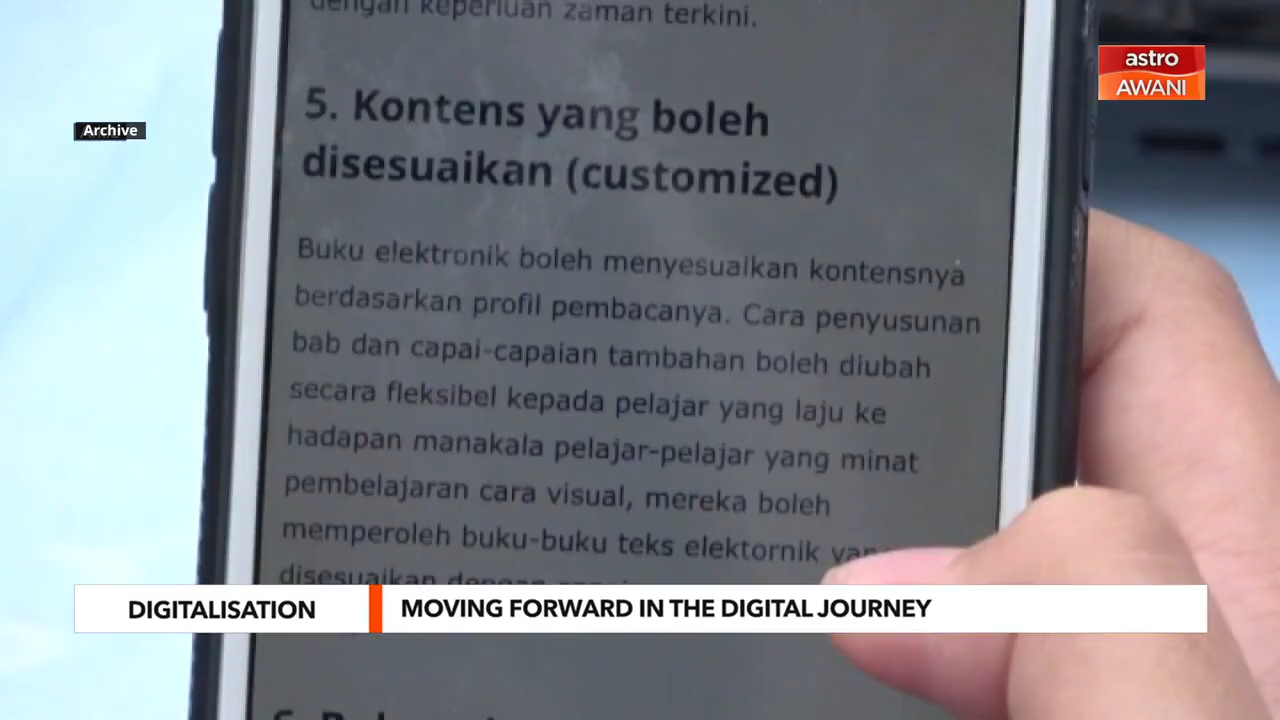 dengan keperluan zaman terkini.
astro
AWANI
Archive
5. Kontens yang boleh
disesuaikan (customized)
Buku elektronik boleh menyesuaikan kontensnya
berdasarkan profil pembacanya. Cara penyusunan
bab dan capai-capaian tambahan boleh diubah
secara fleksibel kepada pelajar yang laju ke
hadapan manakala pelajar-pelajar yang minat
pembelajaran cara visual, mereka boleh
memperoleh buku-buku teks elektornik
disesuaikan dengan
DIGITALISATION
MOVING FORWARD IN THE DIGITAL JOURNEY